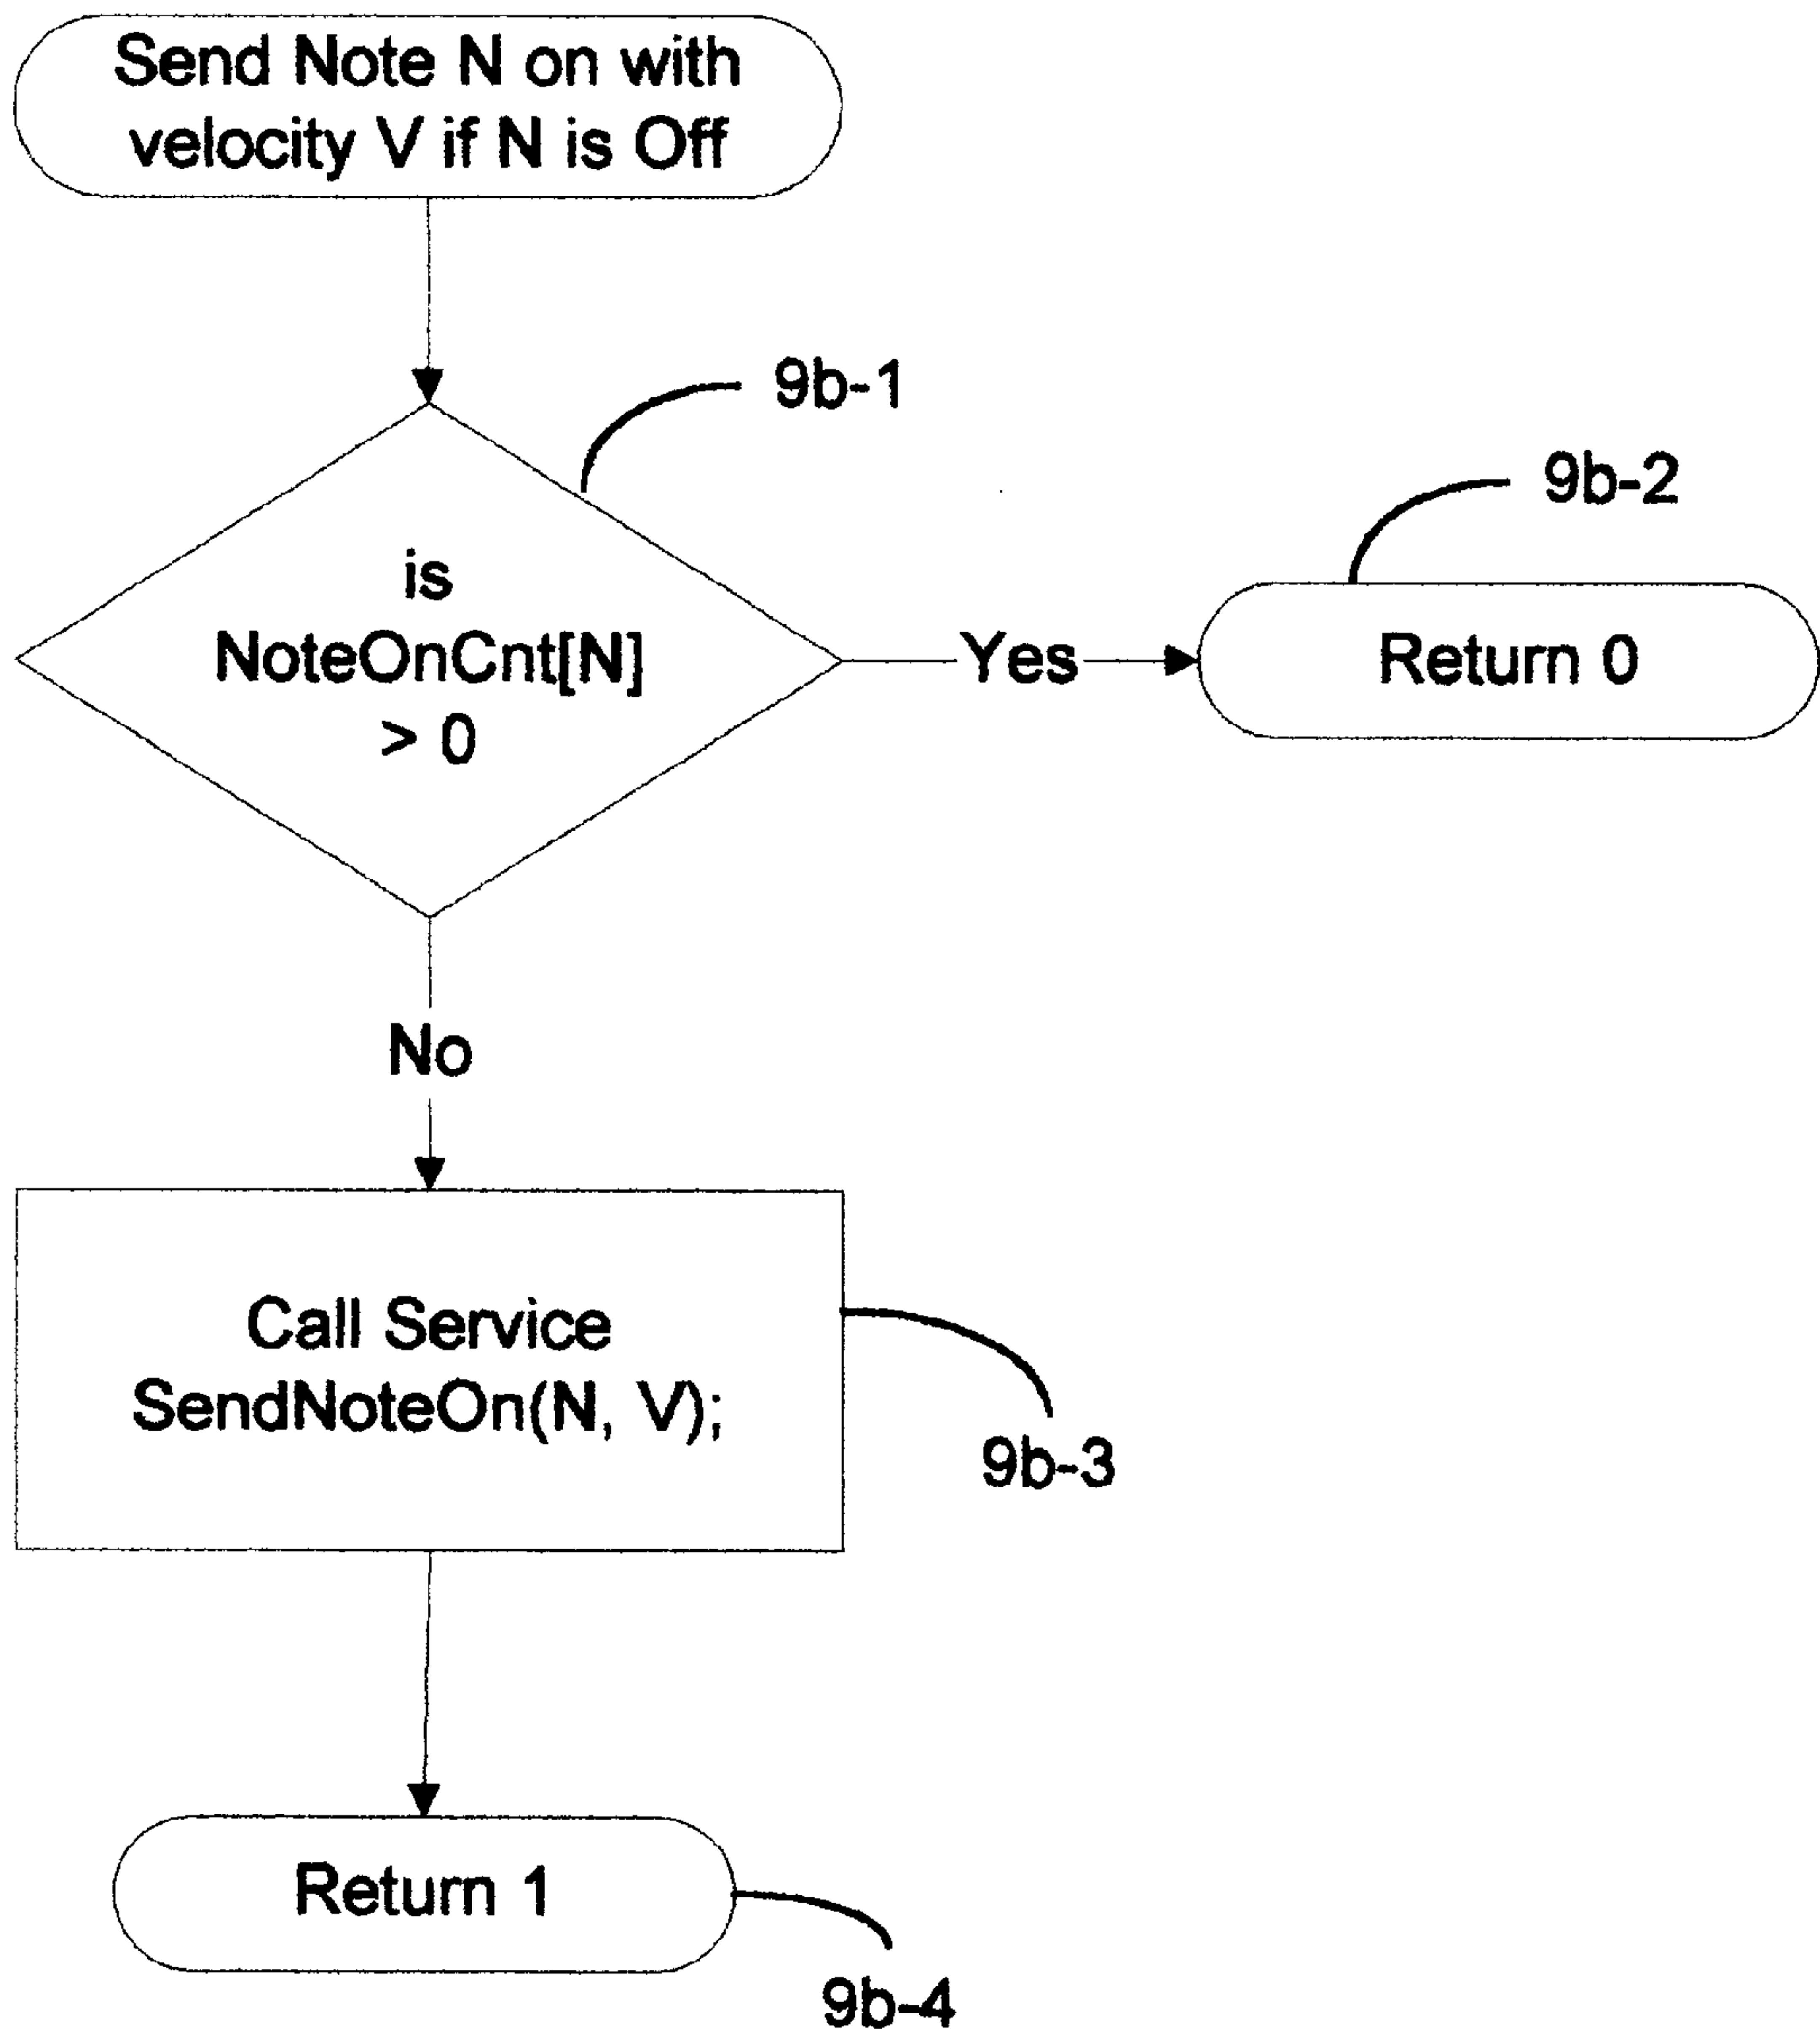 Send Note N on with
velocity V if N is Off
9b-1
9b-2
is
NoteOnCnt[N]
> 0
Yes
Return 0
No
Call Service
SendNoteOn(N, V);
9b-3
Return 1
9b-4